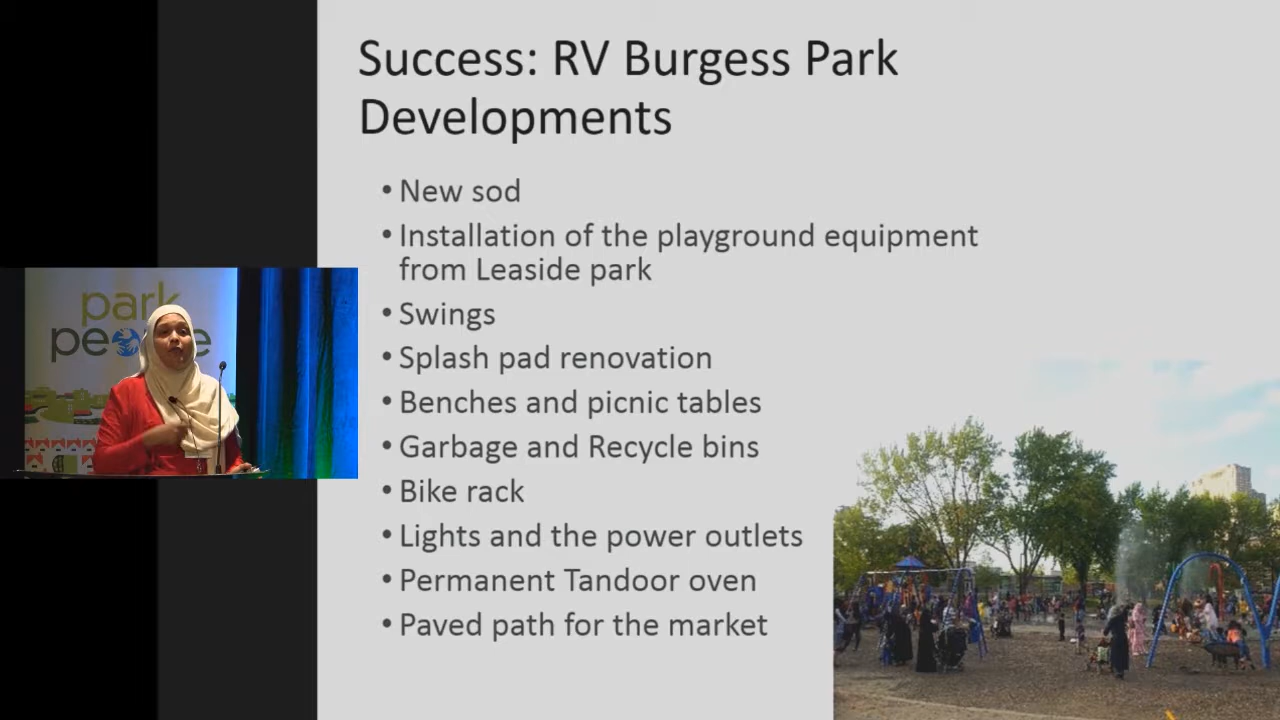 Success: RV Burgess Park
Developments
• New sod
• Installation of the playground equipment
from Leaside park
• Swings
• Splash pad renovation
• Benches and picnic tables
• Garbage and Recycle bins
• Bike rack
• Lights and the power outlets
• Permanent Tandoor oven
• Paved path for the market
park
people